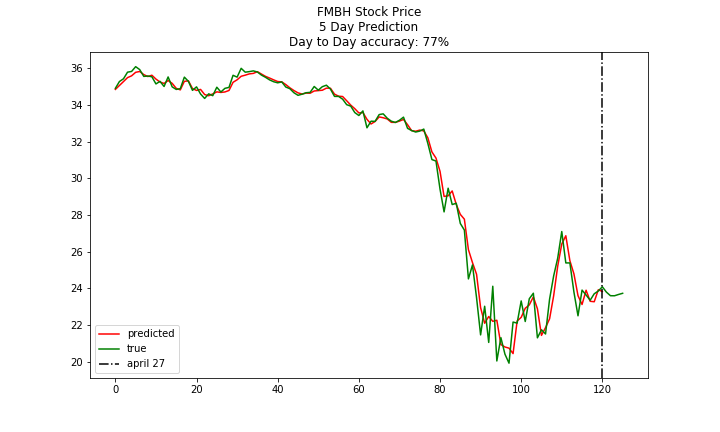 FMBH Stock Price
5 Day Prediction
Day to Day accuracy: 77%
36
34
32
30
28
26
24
22
20
predicted
true
april 27
0 20 40 60 80 100 120